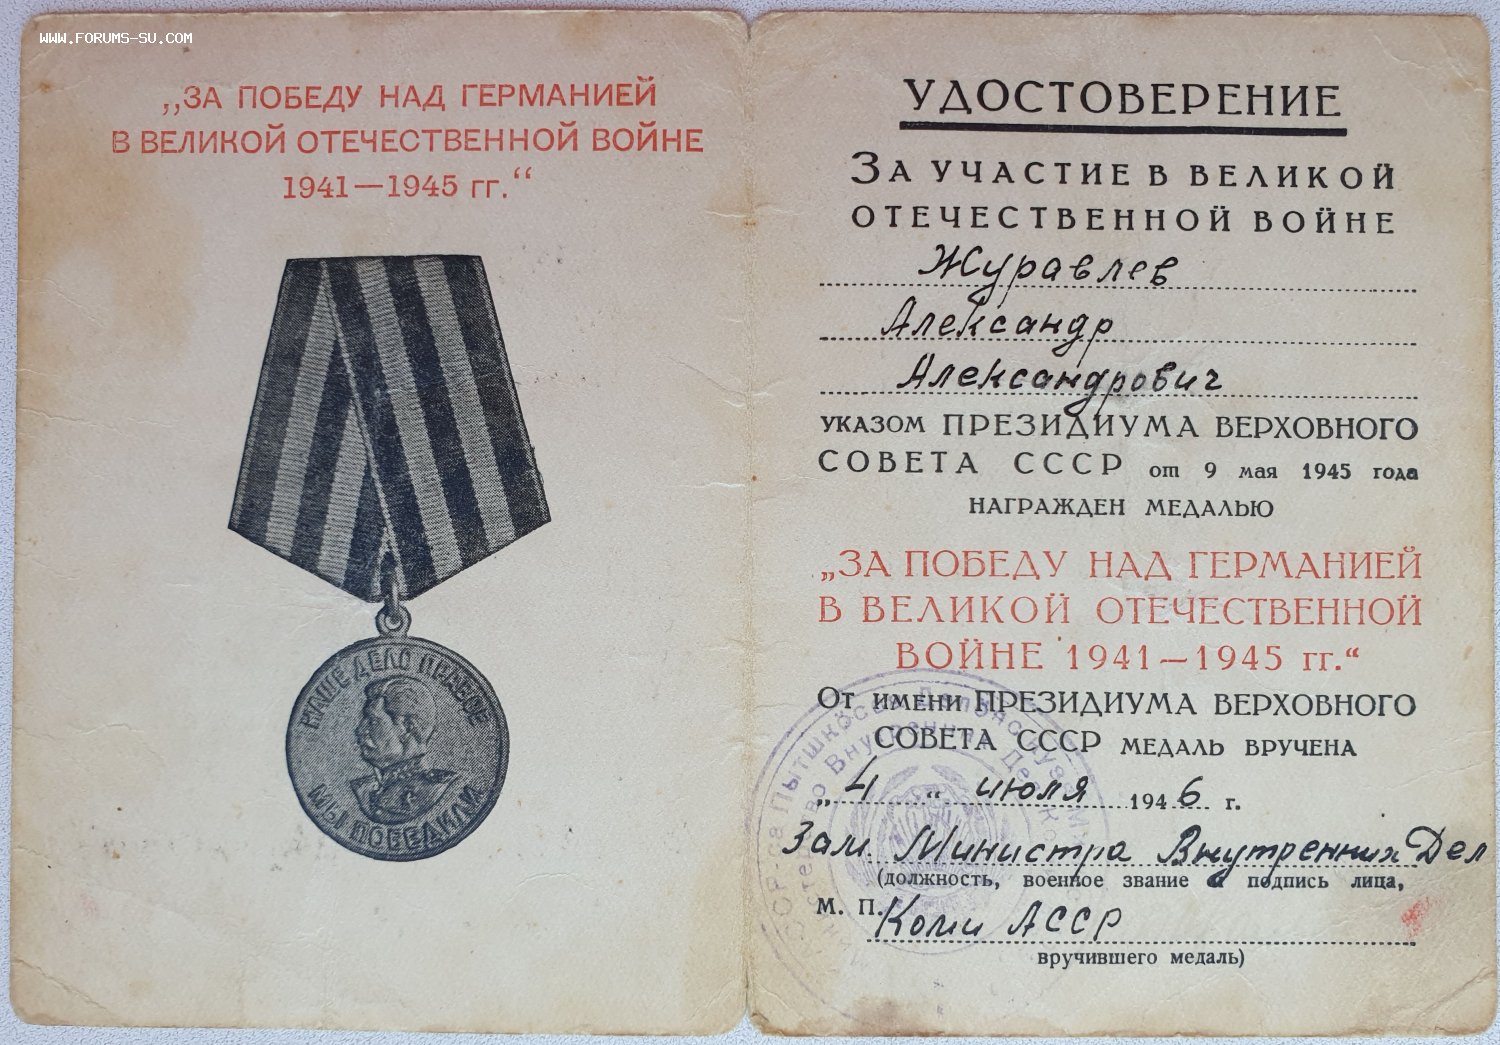 WWW.FORUMS-SU.COM
„ЗА ПОБЕДУ НАД ГЕРМАНИЕЙ
В ВЕЛИКОЙ ОТЕЧЕСТВЕННОЙ ВОЙНЕ
1941—1945 гг.“
НАШЕ ДЕЛО ПРАВОЕ
МЫ ПОБЕДИЛИ
УДОСТОВЕРЕНИЕ
ЗА УЧАСТИЕ В ВЕЛИКОЙ
ОТЕЧЕСТВЕННОЙ ВОЙНЕ
Журавлев
Александр
Александрович
УКАЗОМ ПРЕЗИДИУМА ВЕРХОВНОГО
СОВЕТА СССР от 9 мая 1945 года
НАГРАЖДЕН МЕДАЛЬЮ
„ЗА ПОБЕДУ НАД ГЕРМАНИЕЙ
В ВЕЛИКОЙ ОТЕЧЕСТВЕННОЙ
ВОЙНЕ 1941—1945 гг.“
ОТ ИМЕНИ ПРЕЗИДИУМА ВЕРХОВНОГО
СОВЕТА СССР МЕДАЛЬ ВРУЧЕНА
„4“ июля 1946 г.
Зам Министра Внутренних Дел
(должность, военное звание и подпись лица,
М. П. Коми АССР
вручившего медаль)
Пытшкӧсса
Внутренних Дел